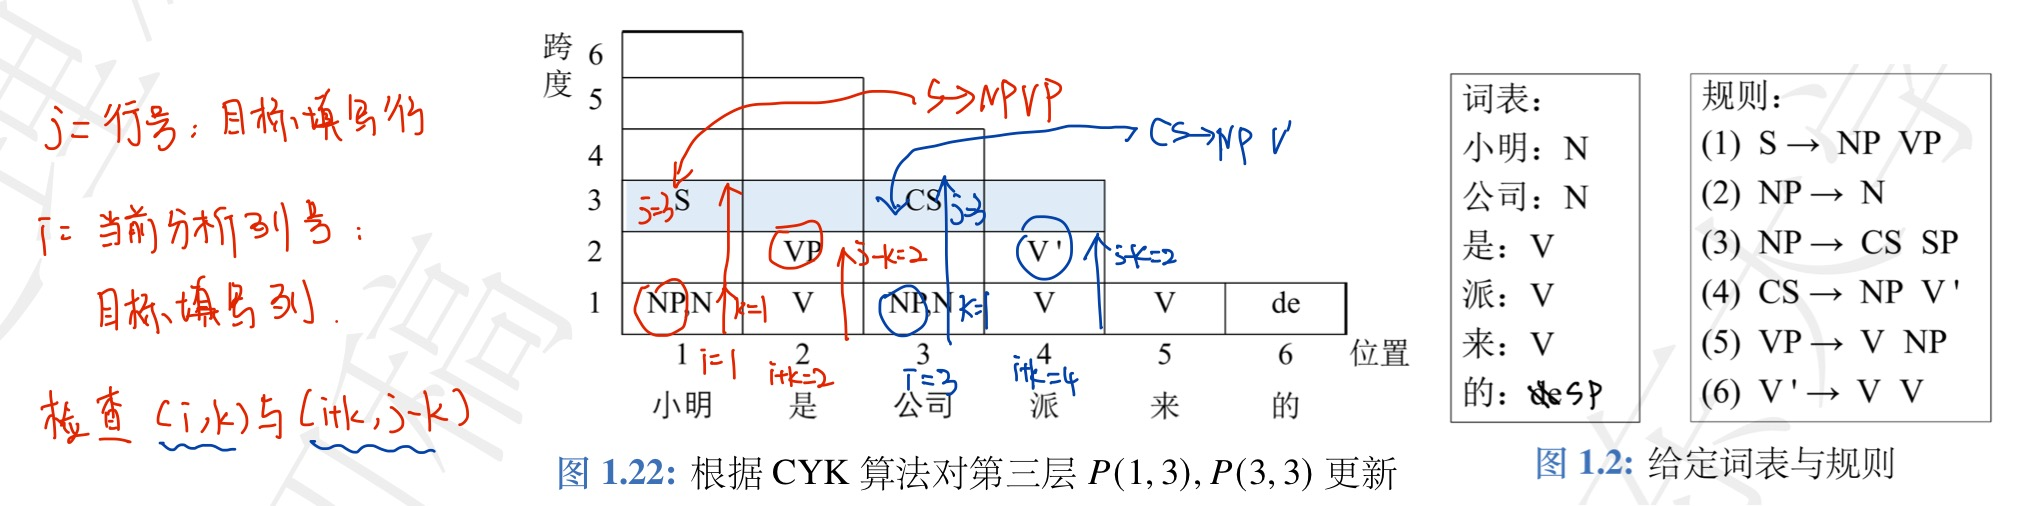 j=行号：目标填写行
i=当前分析列号：
目标填写列.
检查 (i,k)与(i+k, j-k)
跨度
6
5
4
3
2
1
S→NP VP
CS→NP V'
j=3 S
CS j=3
VP j-k=2
V ' j-k=2
NP,N k=1
V
NP,N k=1
V
V
de
1 2 3 4 5 6 位置
i=1
i+k=2
i=3
i+k=4
小明 是 公司 派 来 的
图 1.22: 根据 CYK 算法对第三层 P(1, 3), P(3, 3) 更新
词表：
小明：N
公司：N
是：V
派：V
来：V
的：de SP
规则：
(1) S → NP VP
(2) NP → N
(3) NP → CS SP
(4) CS → NP V '
(5) VP → V NP
(6) V ' → V V
图 1.2: 给定词表与规则